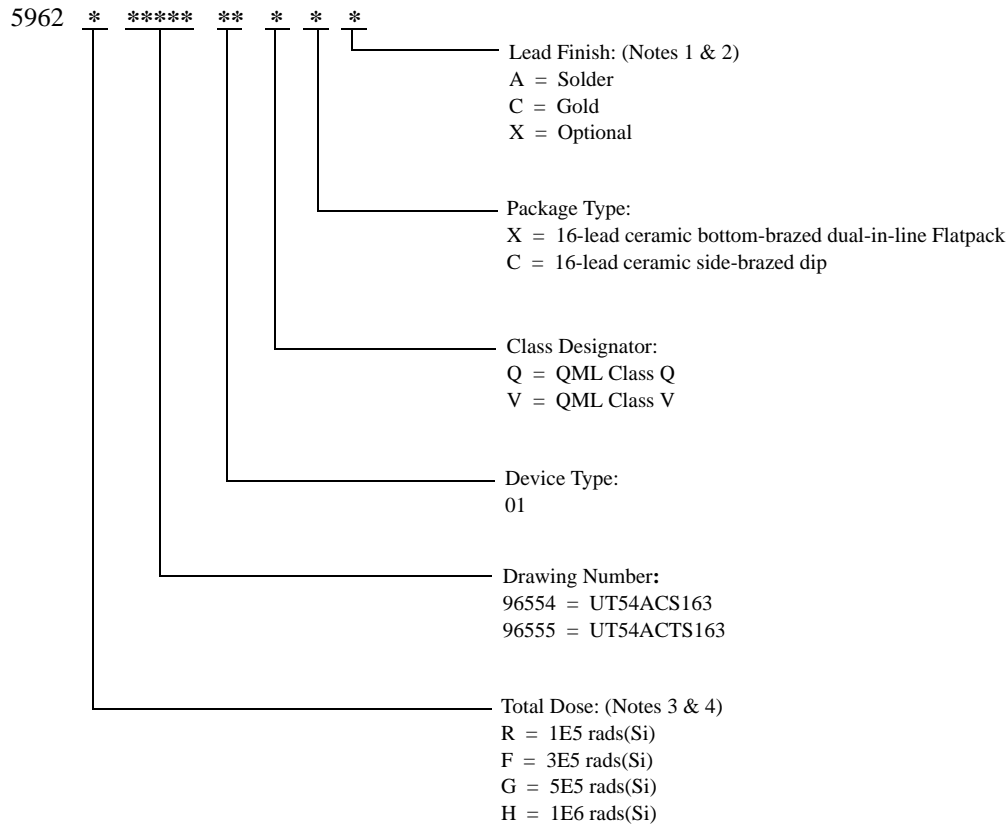 5962 * ***** ** * * *
Lead Finish: (Notes 1 & 2)
A = Solder
C = Gold
X = Optional
Package Type:
X = 16-lead ceramic bottom-brazed dual-in-line Flatpack
C = 16-lead ceramic side-brazed dip
Class Designator:
Q = QML Class Q
V = QML Class V
Device Type:
01
Drawing Number:
96554 = UT54ACS163
96555 = UT54ACTS163
Total Dose: (Notes 3 & 4)
R = 1E5 rads(Si)
F = 3E5 rads(Si)
G = 5E5 rads(Si)
H = 1E6 rads(Si)